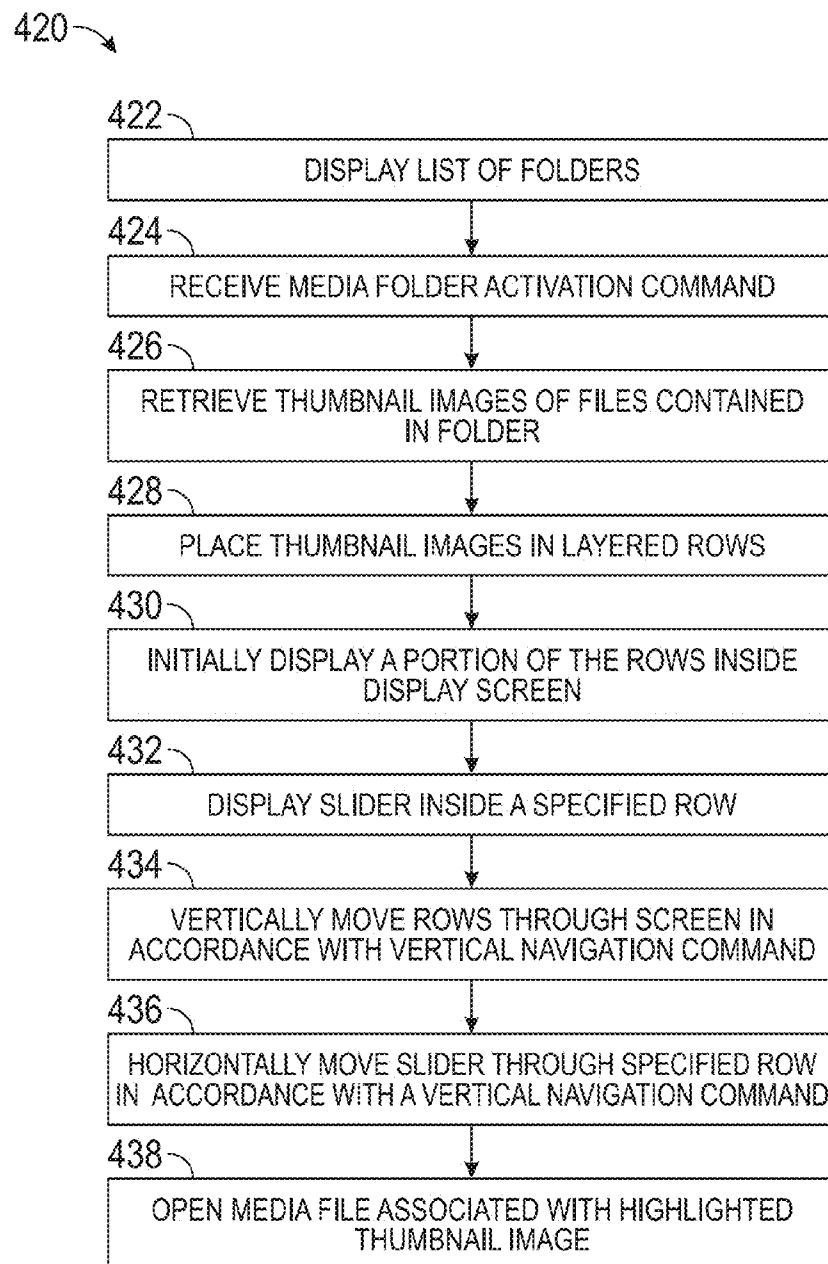 420
422
DISPLAY LIST OF FOLDERS
424
RECEIVE MEDIA FOLDER ACTIVATION COMMAND
426
RETRIEVE THUMBNAIL IMAGES OF FILES CONTAINED
IN FOLDER
428
PLACE THUMBNAIL IMAGES IN LAYERED ROWS
430
INITIALLY DISPLAY A PORTION OF THE ROWS INSIDE
DISPLAY SCREEN
432
DISPLAY SLIDER INSIDE A SPECIFIED ROW
434
VERTICALLY MOVE ROWS THROUGH SCREEN IN
ACCORDANCE WITH VERTICAL NAVIGATION COMMAND
436
HORIZONTALLY MOVE SLIDER THROUGH SPECIFIED ROW
IN ACCORDANCE WITH A VERTICAL NAVIGATION COMMAND
438
OPEN MEDIA FILE ASSOCIATED WITH HIGHLIGHTED
THUMBNAIL IMAGE